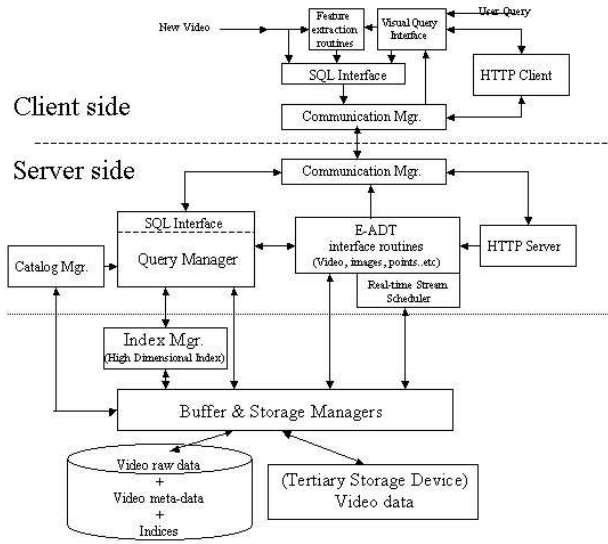 New Video
Feature
extraction
routines
Visual Query
Interface
User Query
SQL Interface
HTTP Client
Client side
Communication Mgr.
Server side
Communication Mgr.
SQL Interface
Query Manager
E-ADT
interface routines
(Video, images, points..etc)
HTTP Server
Catalog Mgr.
Real-time Stream
Scheduler
Index Mgr.
(High Dimensional Index)
Buffer & Storage Managers
Video raw data
+
Video meta-data
+
Indices
(Tertiary Storage Device)
Video data